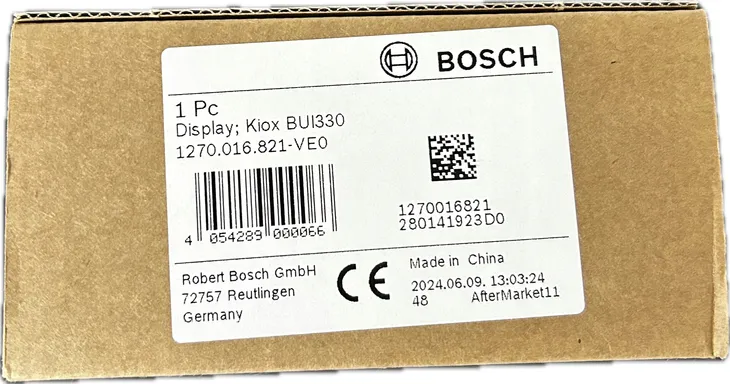 BOSCH
1 Pc
Display; Kiox BUI330
1270.016.821-VE0
4 054289 000066
1270016821
280141923D0
Robert Bosch GmbH
72757 Reutlingen
Germany
CE
Made in China
2024.06.09. 13:03:24
48 AfterMarket11